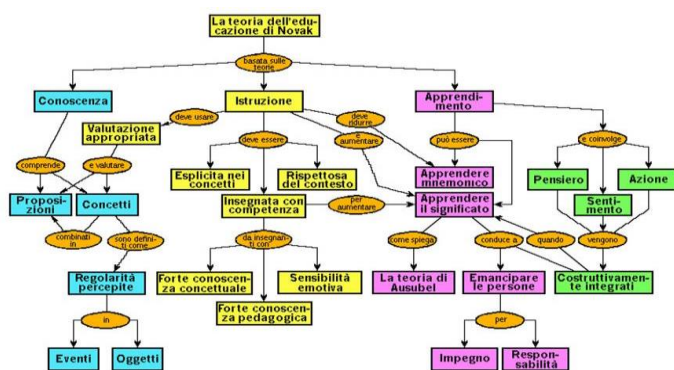 La teoria dell'edu-
cazione di Novak
basata sulle
teorie
Conoscenza
Istruzione
Apprendi-
mento
deve usare
deve
ridurre
Valutazione
appropriata
deve essere
e
aumentare
può essere
e coinvolge
comprende
e valutare
Esplicita nei
concetti
Rispettosa
del contesto
Apprendere
mnemonico
Pensiero
Azione
Proposi-
zioni
Concetti
Insegnata con
competenza
per
aumentare
Apprendere
il significato
Senti-
mento
combinati
in
sono defini-
ti come
da insegnan-
ti con
come spiega
conduce a
quando
vengono
Regolarità
percepite
Forte conoscen-
za concettuale
Sensibilità
emotiva
La teoria di
Ausubel
Emancipare
le persone
Costruttivame-
nte integrati
Forte conoscen-
za pedagogica
in
per
Eventi
Oggetti
Impegno
Respon-
sabilità